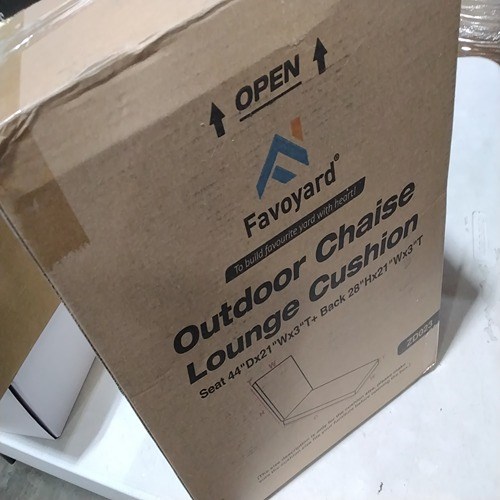 OPEN
Favoyard®
To build favourite yard with heart!
Outdoor Chaise
Lounge Cushion
Seat 44"Dx21"Wx3"T+ Back 28"Hx21"Wx3"T
ZD023